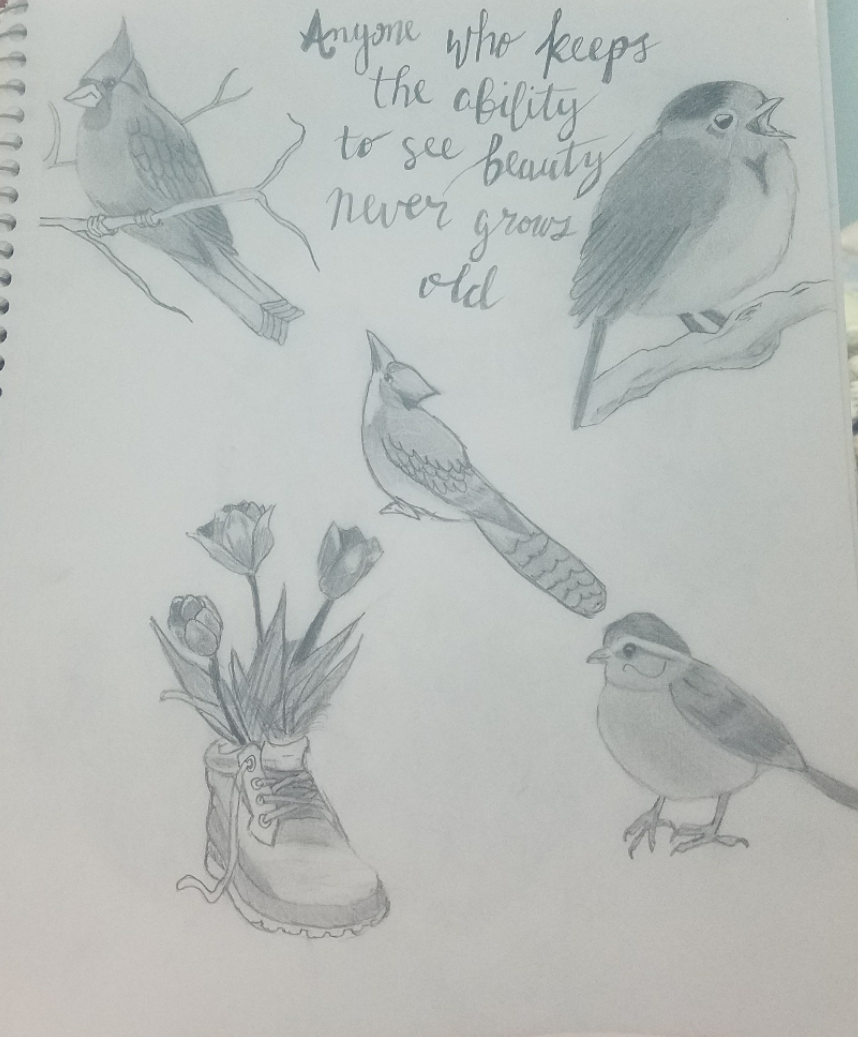 Anyone who keeps
the ability
to see beauty
never grows
old